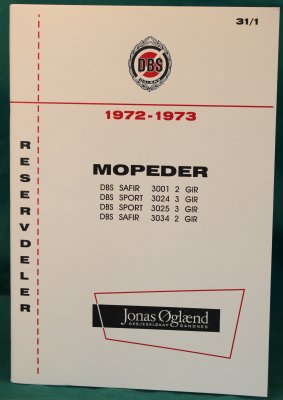 31/1
DBS
1972-1973
RESERVDELER
MOPEDER
DBS SAFIR 3001 2 GIR
DBS SPORT 3024 3 GIR
DBS SPORT 3025 3 GIR
DBS SAFIR 3034 2 GIR
Jonas Øglænd
AKSJESELSKAP SANDNES